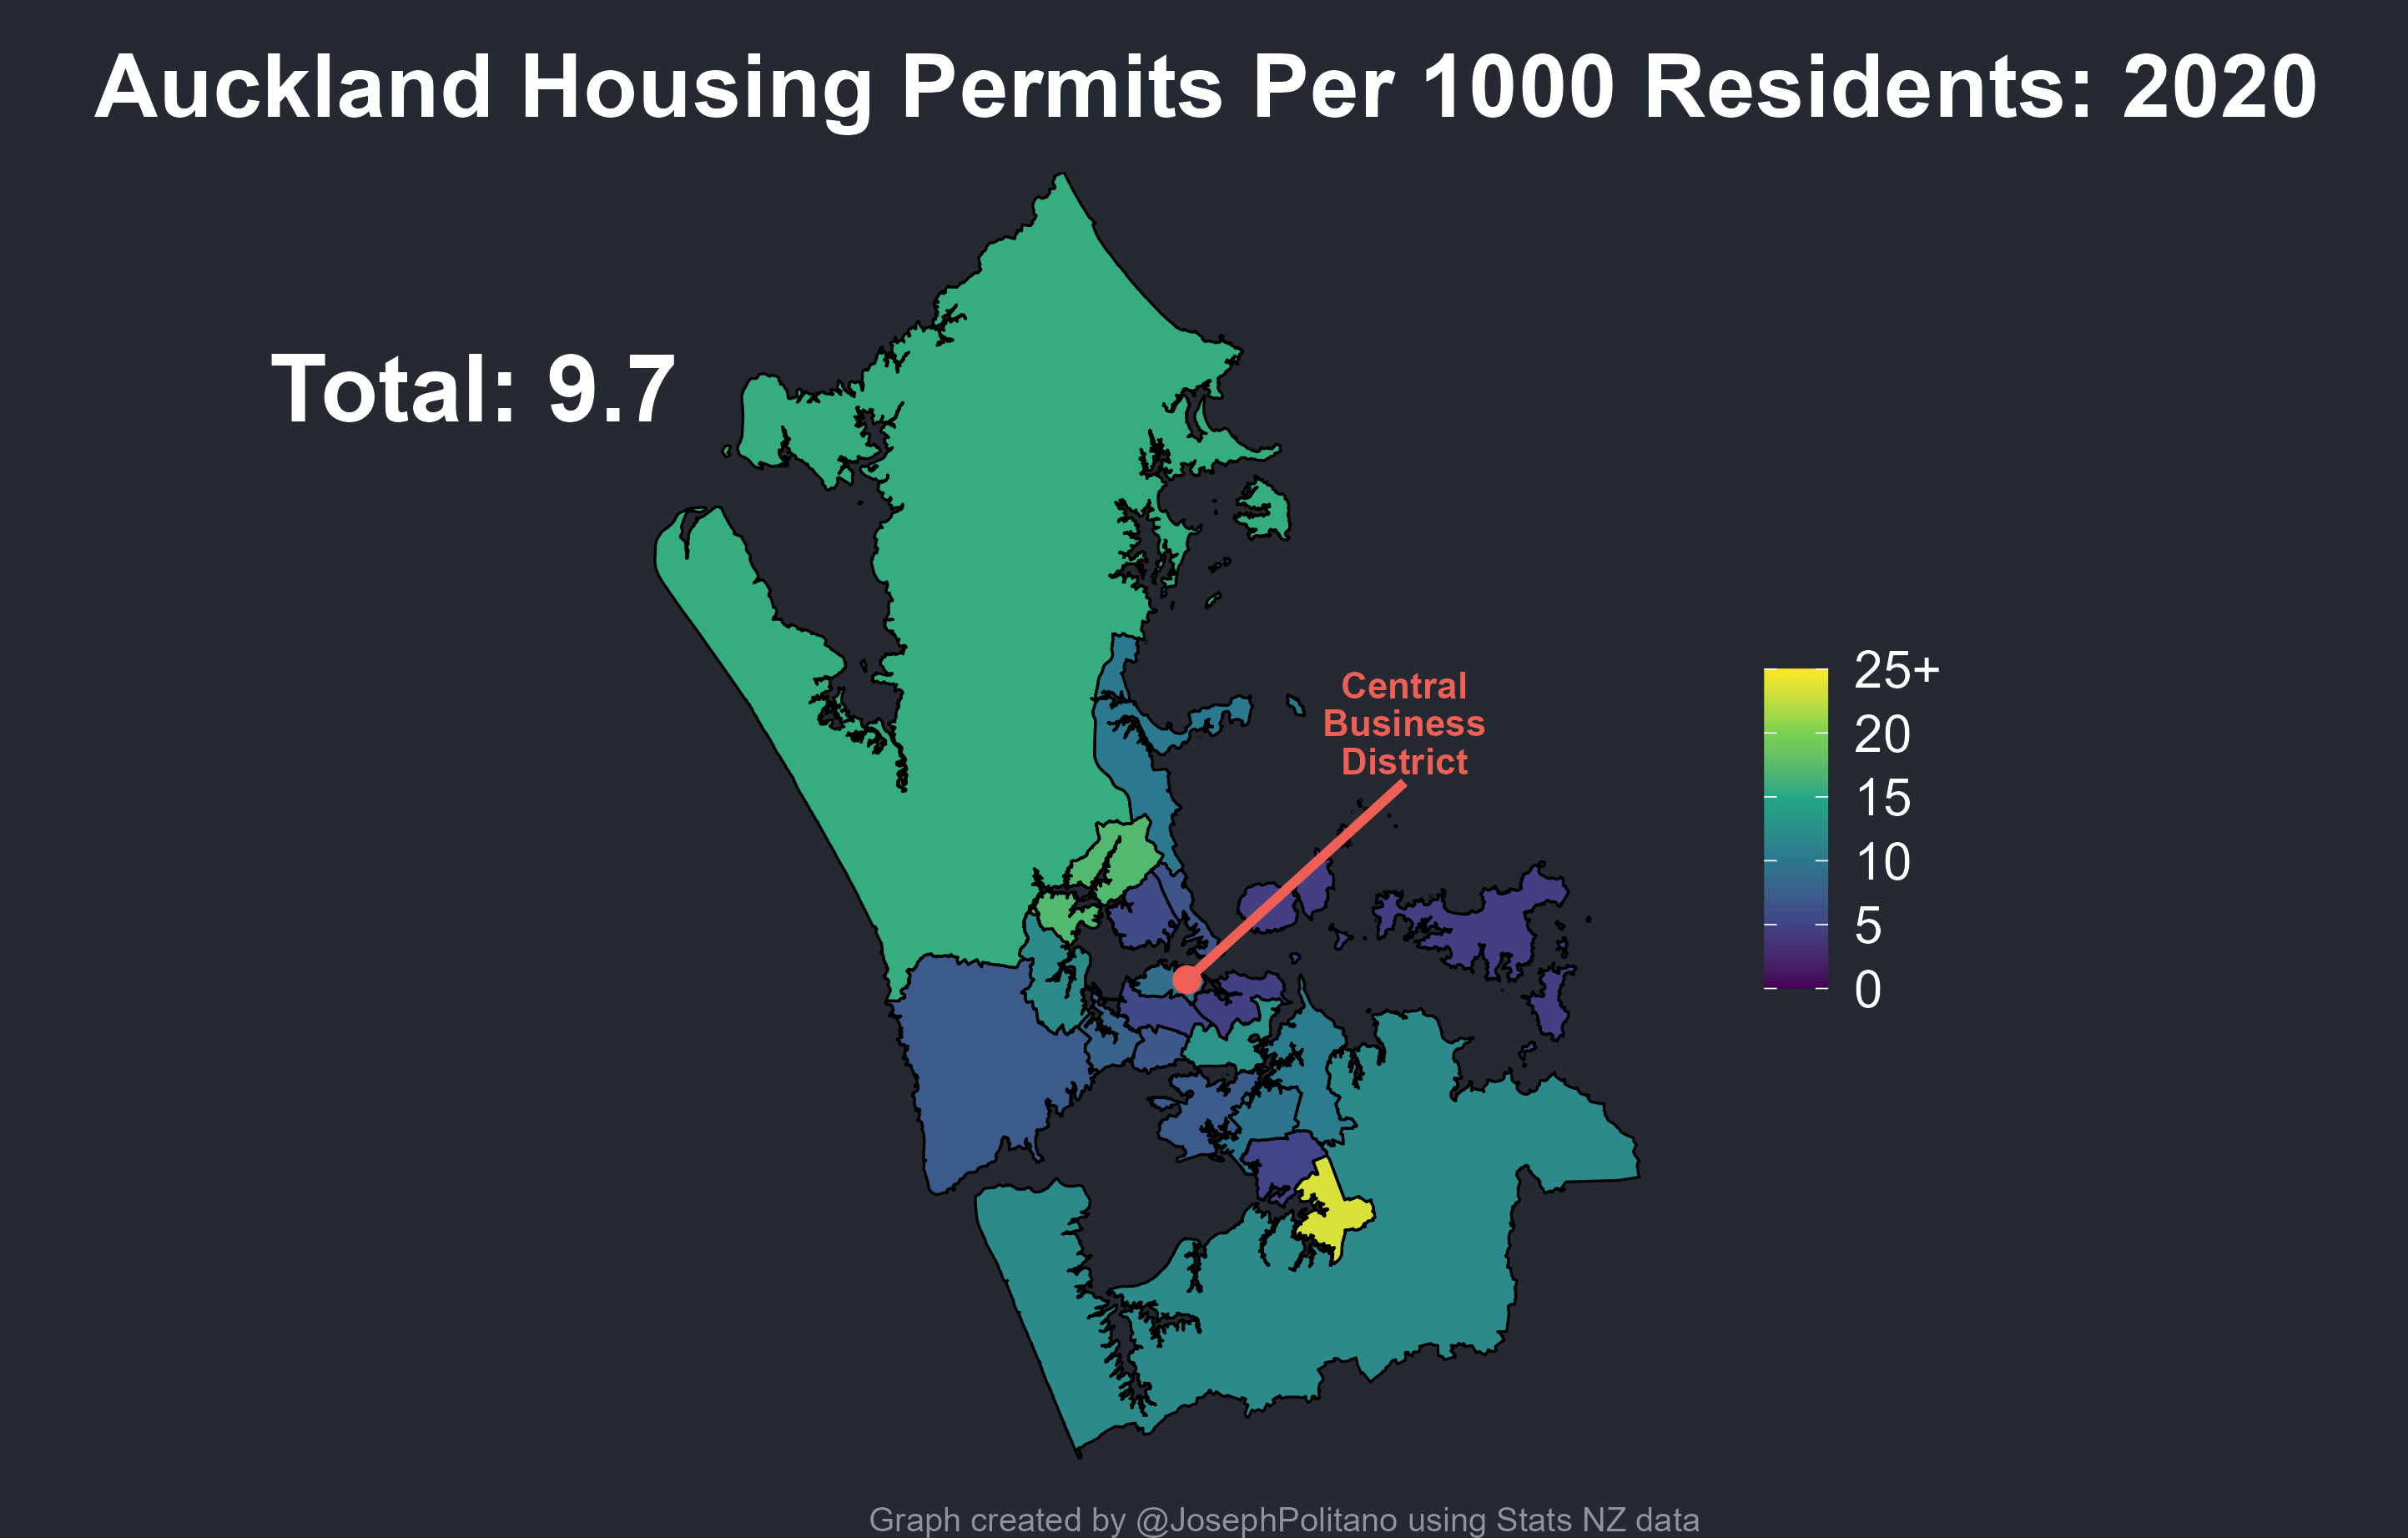 Auckland Housing Permits Per 1000 Residents: 2020
Total: 9.7
Central
Business
District
25+
20
15
10
5
0
Graph created by @JosephPolitano using Stats NZ data